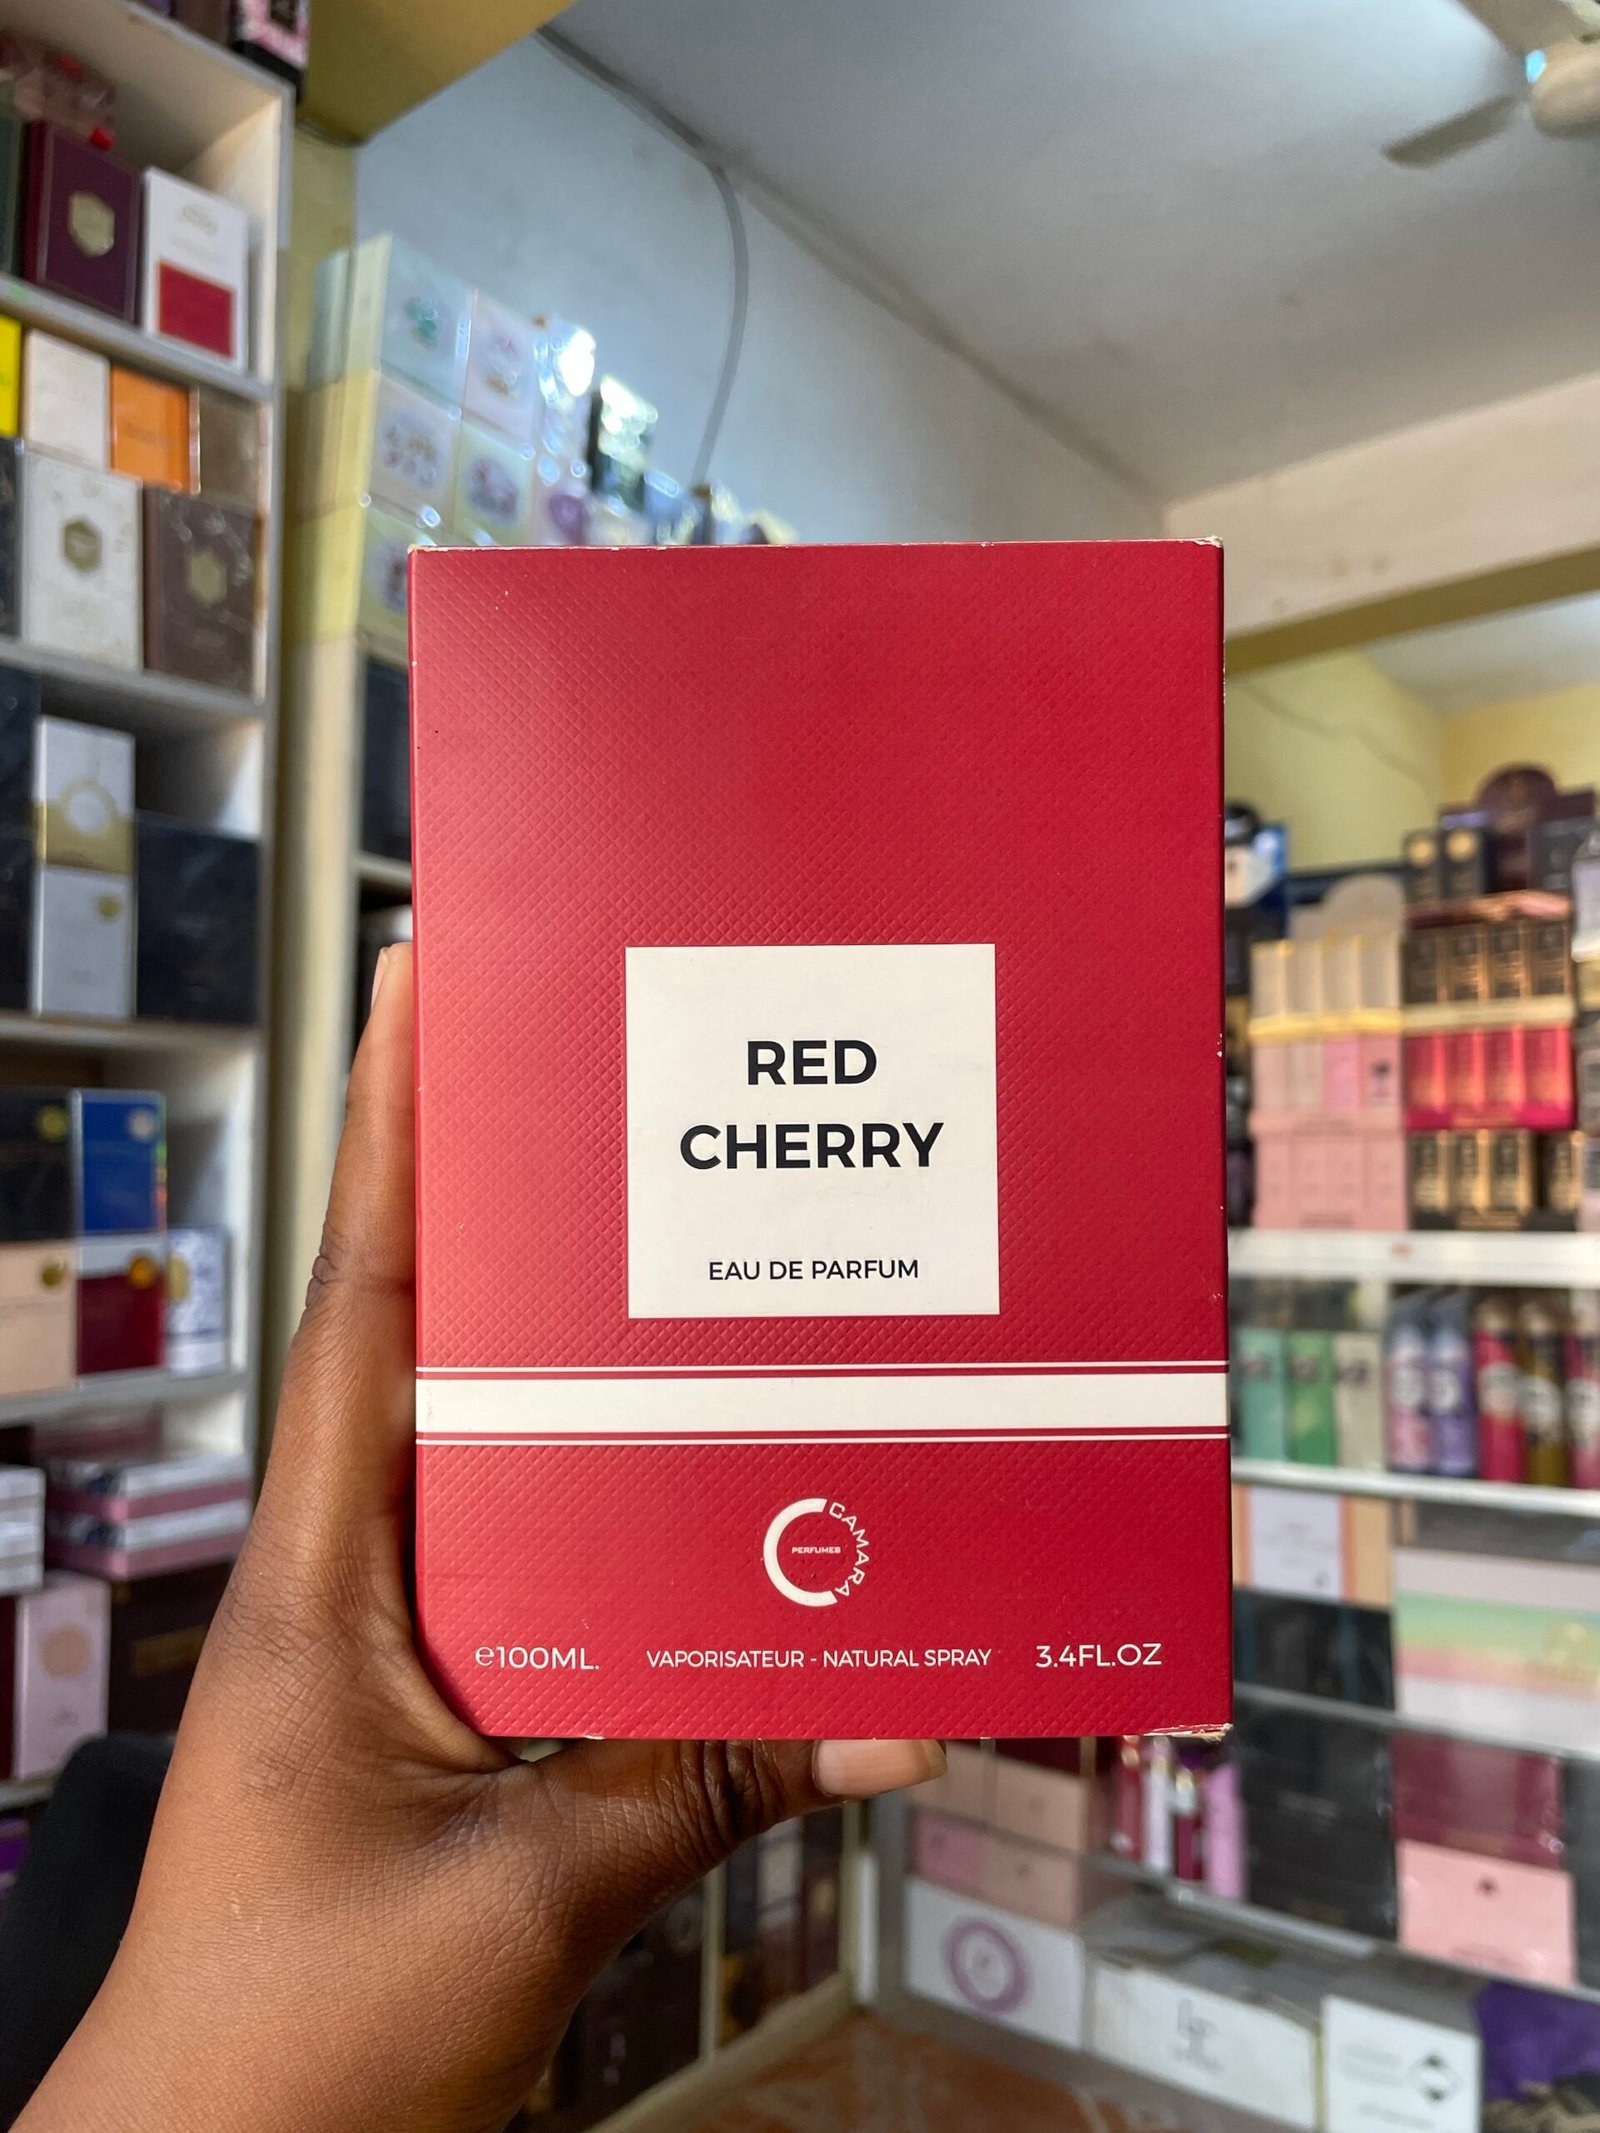 RED
CHERRY
EAU DE PARFUM
CAMARA
PERFUMES
℮100ML.
VAPORISATEUR - NATURAL SPRAY
3.4FL.OZ